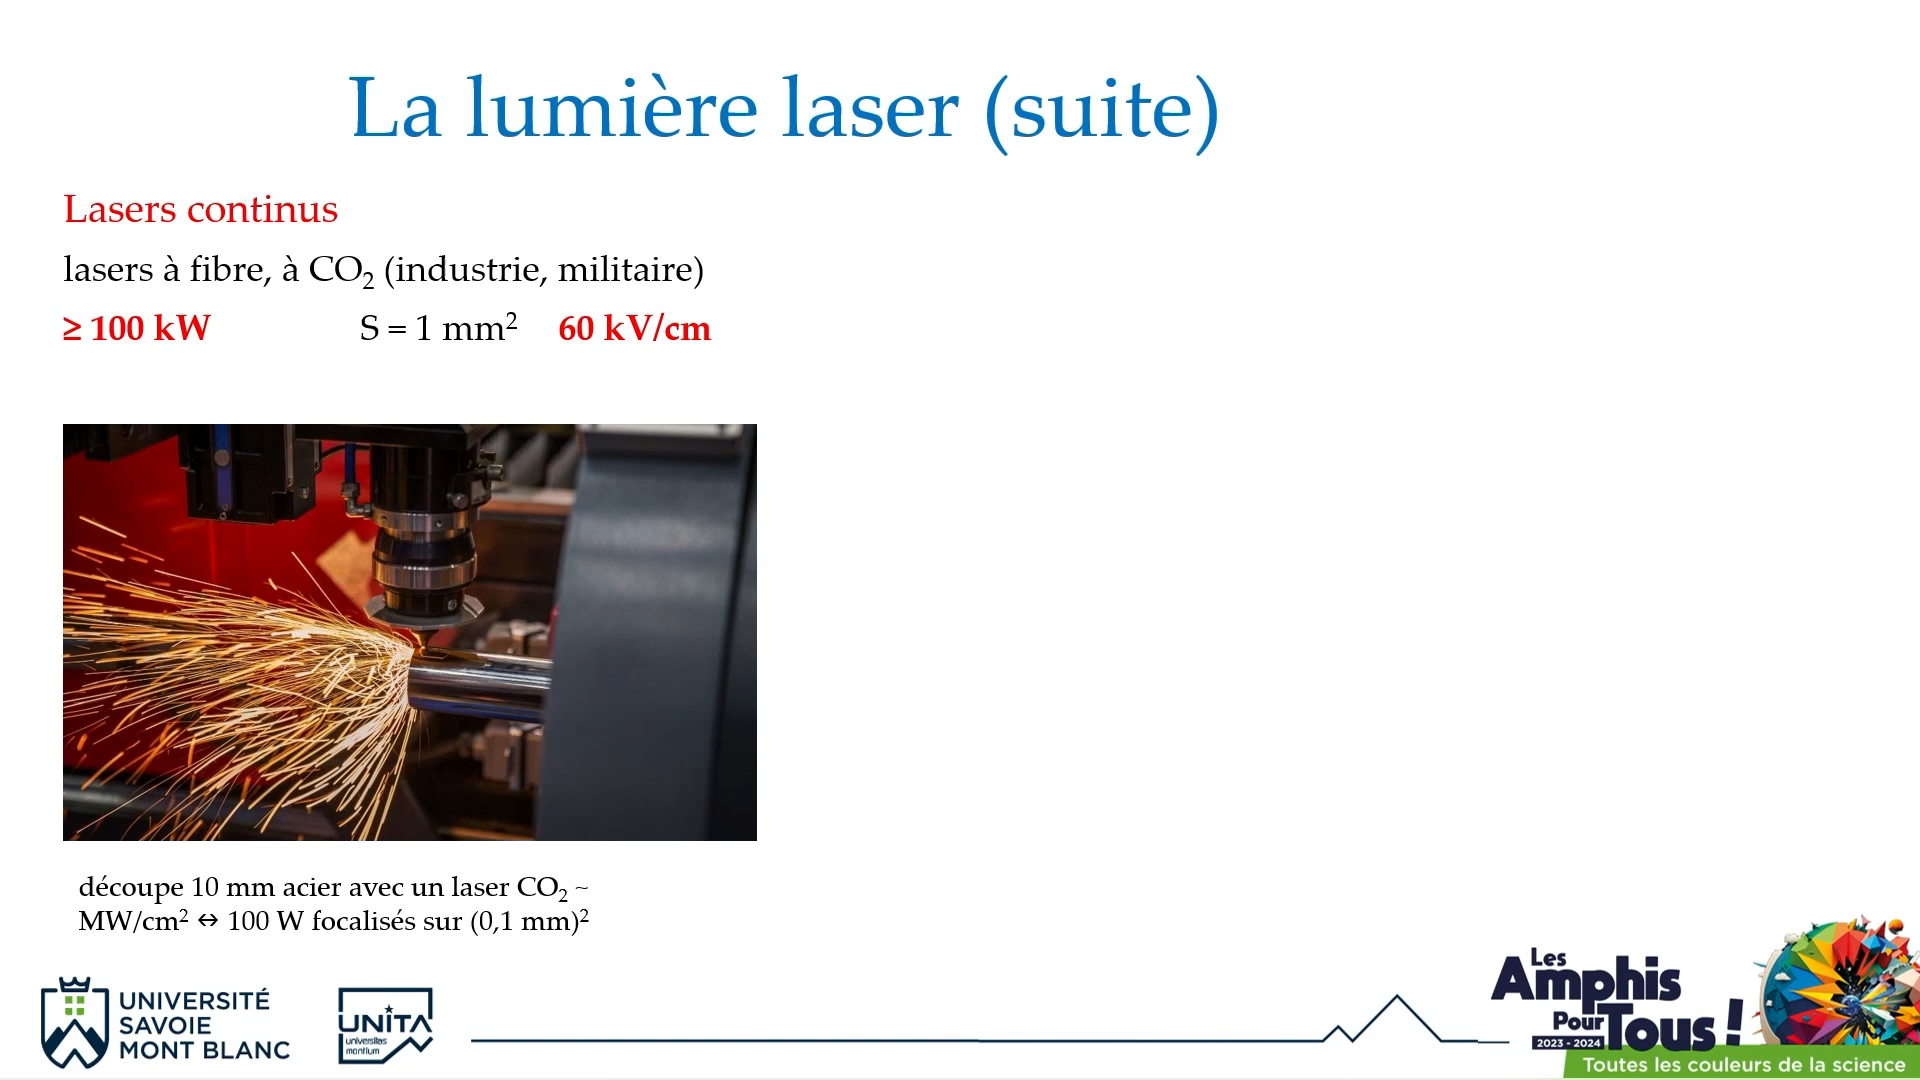 La lumière laser (suite)
Lasers continus
lasers à fibre, à CO₂ (industrie, militaire)
≥ 100 kW S = 1 mm² 60 kV/cm
découpe 10 mm acier avec un laser CO₂ ~
MW/cm² ↔ 100 W focalisés sur (0,1 mm)²
UNIVERSITÉ
SAVOIE
MONT BLANC
UNITA
universitas
montium
Les
Amphis
Pour
Tous !
2023 - 2024
Toutes les couleurs de la science